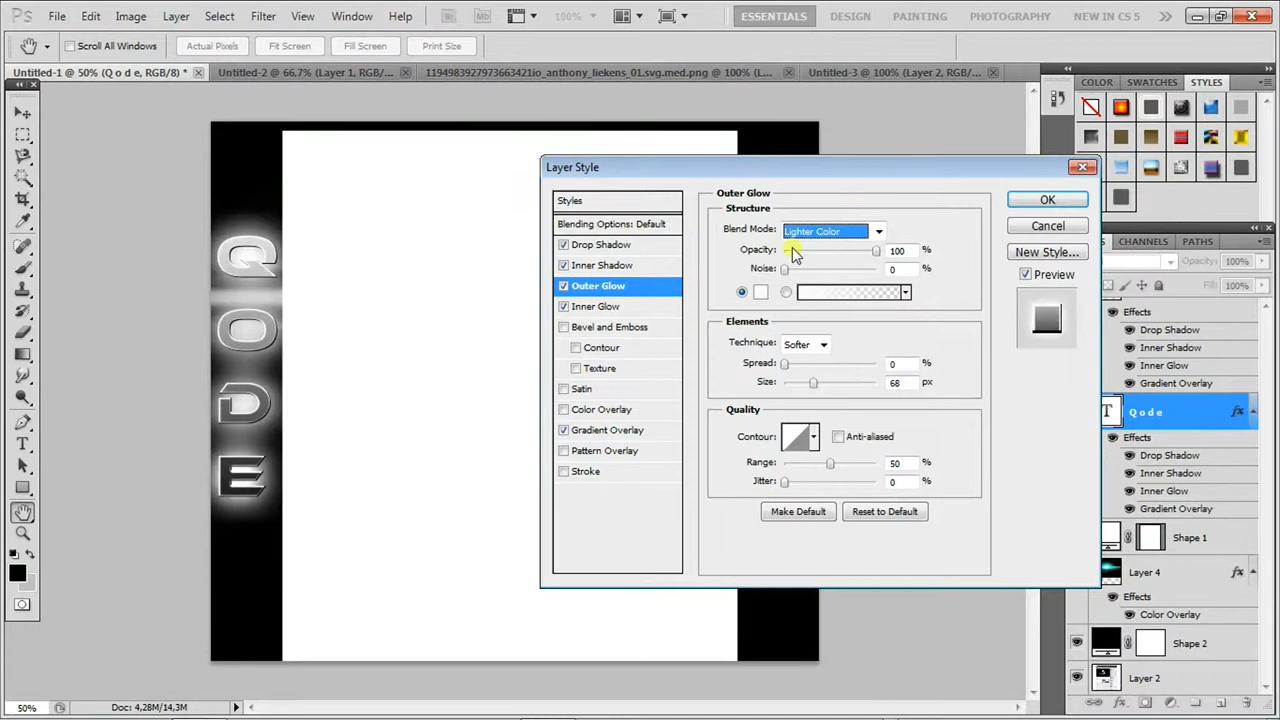 Ps File Edit Image Layer Select Filter View Window Help Br Mb 100% ESSENTIALS DESIGN PAINTING PHOTOGRAPHY NEW IN CS 5
Scroll All Windows Actual Pixels Fit Screen Fill Screen Print Size
Untitled-1 @ 50% (Q o d e, RGB/8) * Untitled-2 @ 66,7% (Layer 1, RGB/... 1194983927973663421io_anthony_liekens_01.svg.med.png @ 100% (L... Untitled-3 @ 100% (Layer 2, RGB/...
COLOR SWATCHES STYLES
Q
O
D
E
Layer Style
Styles
Blending Options: Default
Drop Shadow
Inner Shadow
Outer Glow
Inner Glow
Bevel and Emboss
Contour
Texture
Satin
Color Overlay
Gradient Overlay
Pattern Overlay
Stroke
Outer Glow
Structure
Blend Mode: Lighter Color
Opacity: 100 %
Noise: 0 %
Elements
Technique: Softer
Spread: 0 %
Size: 68 px
Quality
Contour: Anti-aliased
Range: 50 %
Jitter: 0 %
Make Default Reset to Default
OK
Cancel
New Style...
Preview
CHANNELS PATHS
Opacity: 100%
Fill: 100%
Effects
Drop Shadow
Inner Shadow
Inner Glow
Gradient Overlay
T Q o d e fx
Effects
Drop Shadow
Inner Shadow
Inner Glow
Gradient Overlay
Shape 1
Layer 4 fx
Effects
Color Overlay
Shape 2
Layer 2
50% Doc: 4,28M/14,3M